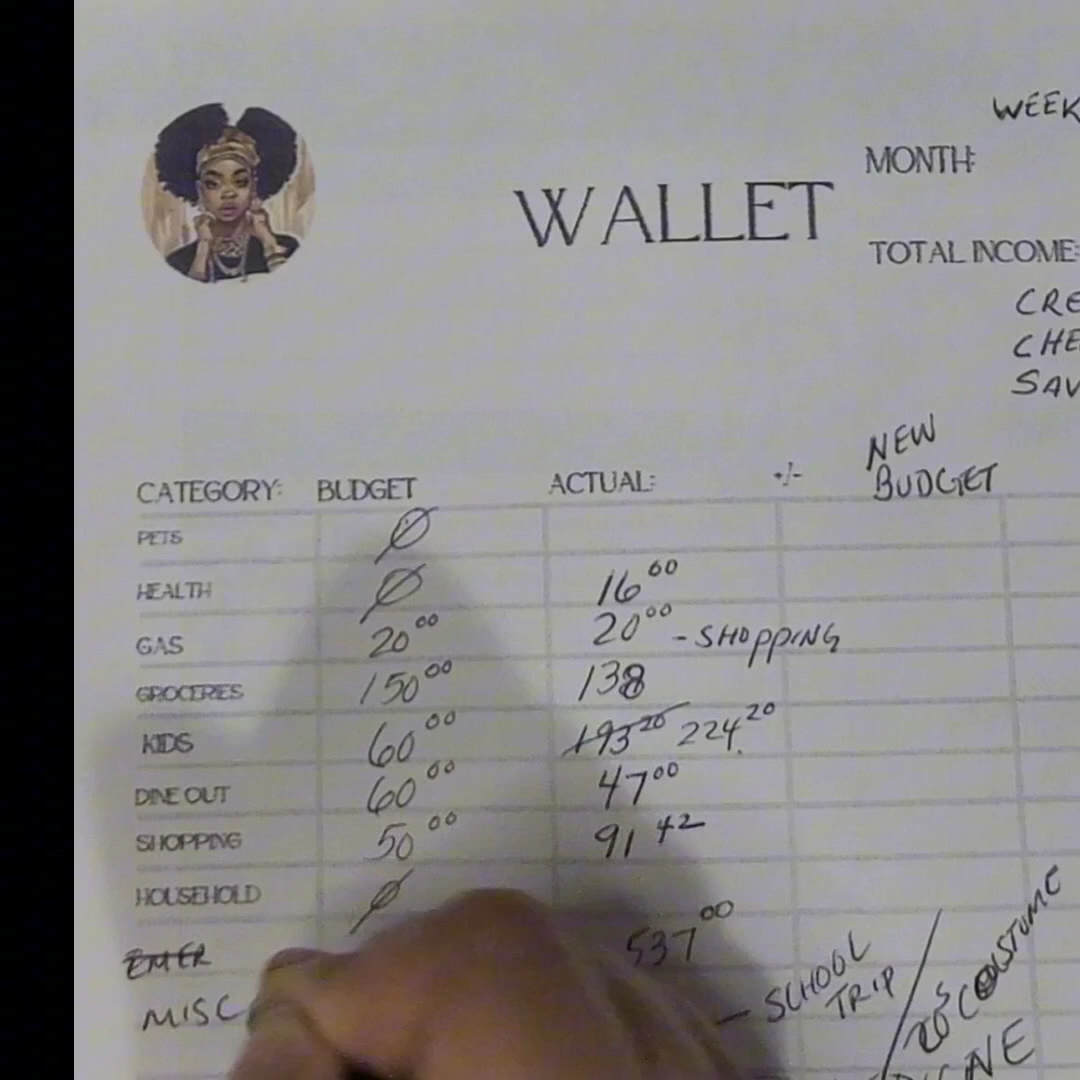 WEEK
MONTH:
WALLET
TOTAL INCOME:
CRE
CHE
SAV
NEW
BUDGET
CATEGORY: BUDGET ACTUAL: +/-
PETS Ø
HEALTH Ø 16 00
GAS 20 00 20 00 - SHOPPING
GROCERIES 150 00 138
KIDS 60 00 193 20 224. 20
DINE OUT 60 00 47 00
SHOPPING 50 00 91 42
HOUSEHOLD Ø
EMER 537 00
MISC - SCHOOL
TRIP /
COUSTUME